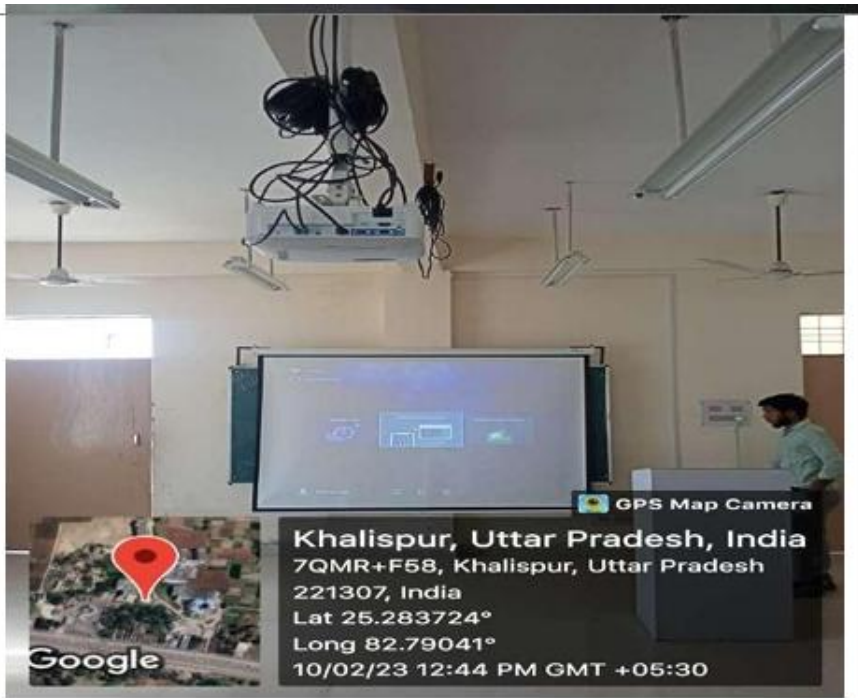 GPS Map Camera
Khalispur, Uttar Pradesh, India
7QMR+F58, Khalispur, Uttar Pradesh
221307, India
Lat 25.283724°
Long 82.79041°
10/02/23 12:44 PM GMT +05:30
Google